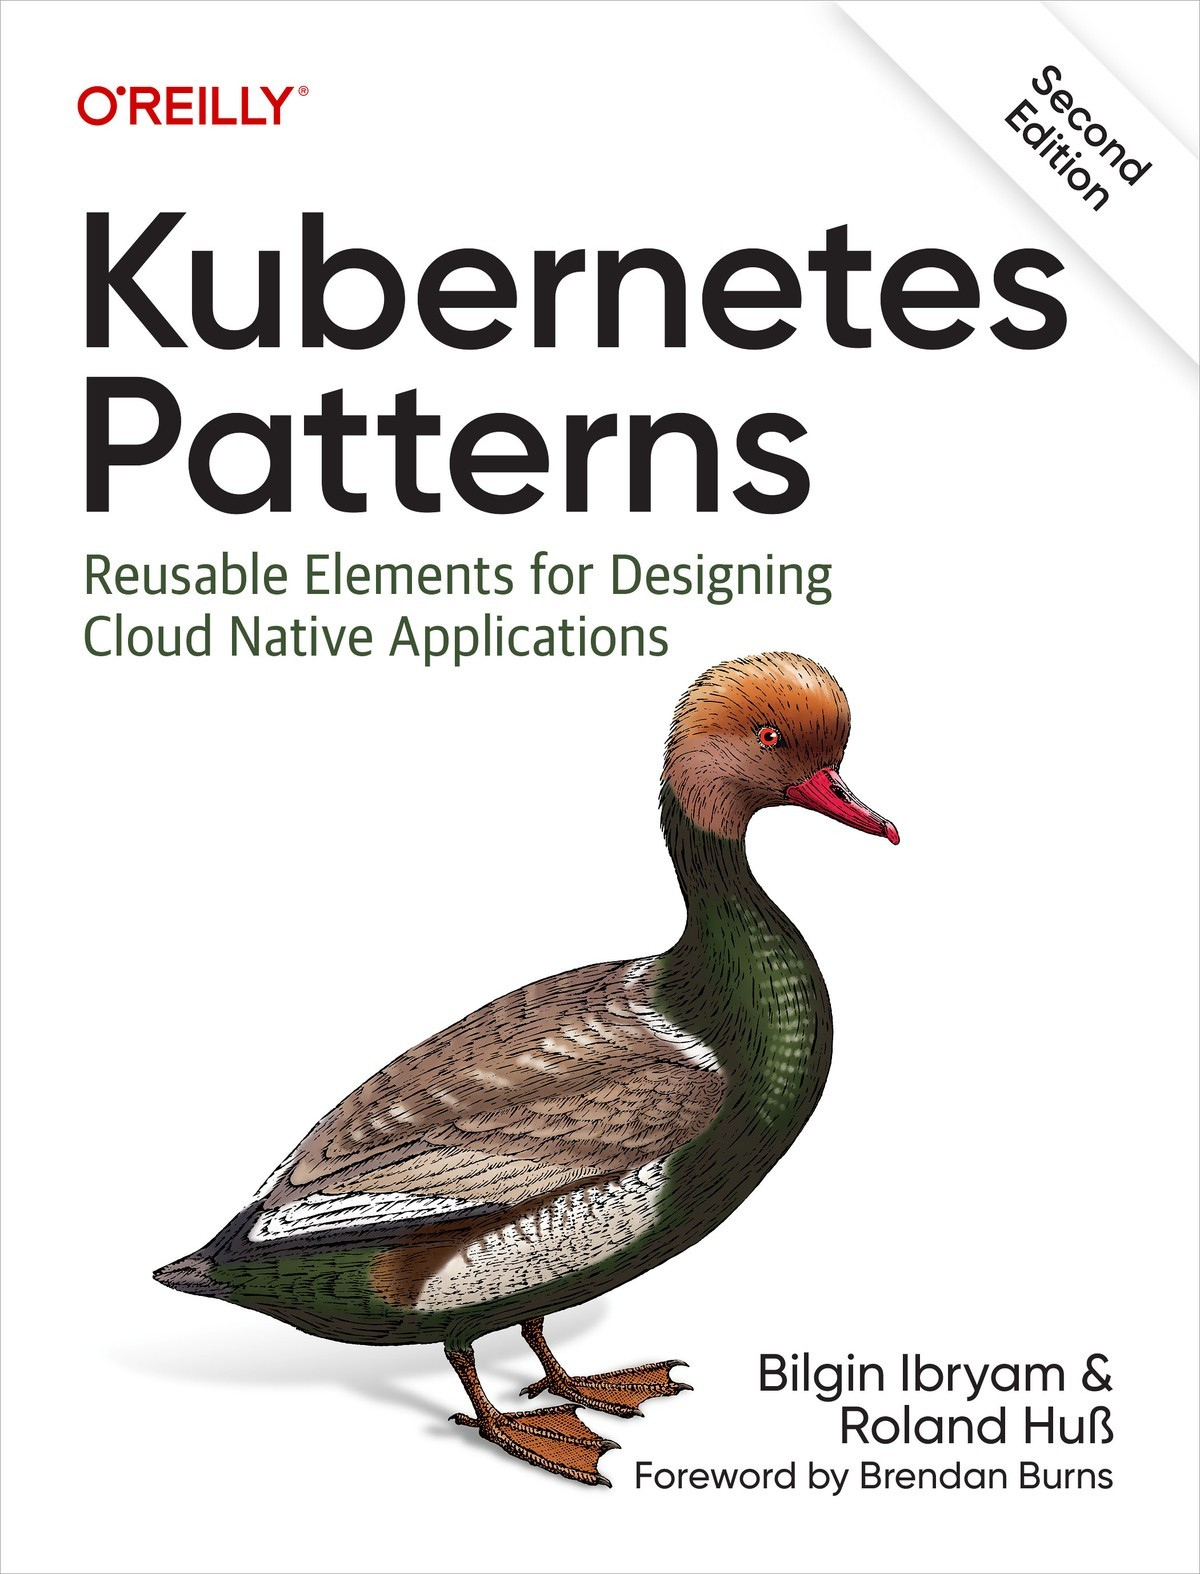 O'REILLY®
Second
Edition
Kubernetes
Patterns
Reusable Elements for Designing
Cloud Native Applications
Bilgin Ibryam &
Roland Huß
Foreword by Brendan Burns